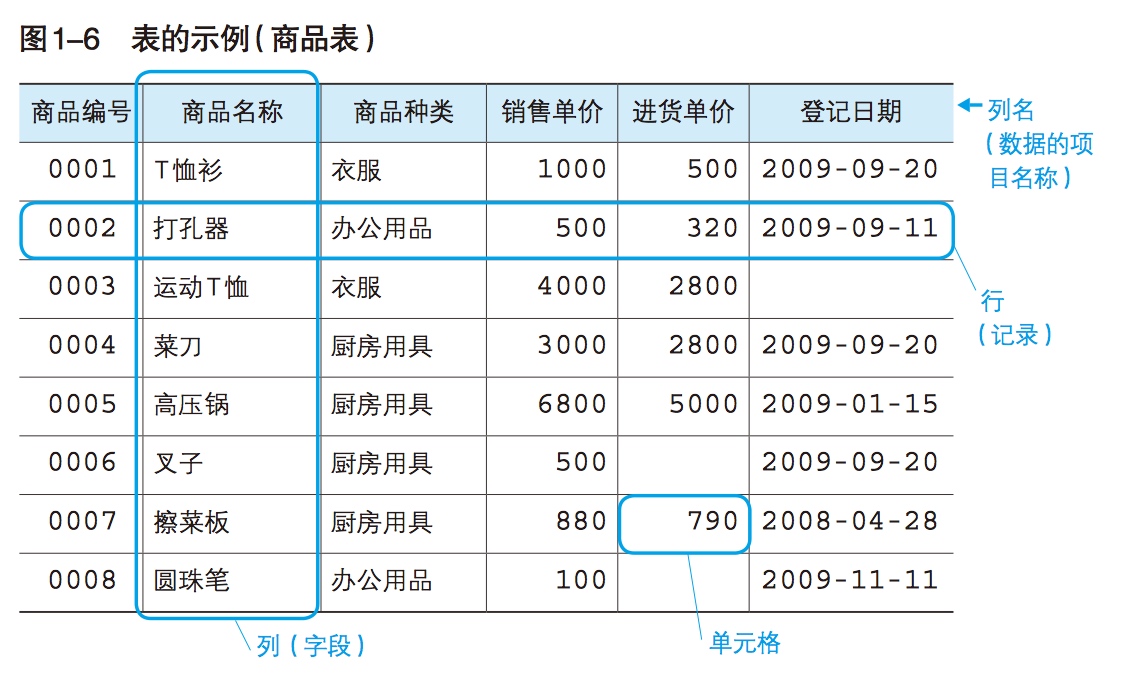 图1–6 表的示例(商品表)
商品编号 商品名称 商品种类 销售单价 进货单价 登记日期
0001 T恤衫 衣服 1000 500 2009-09-20
0002 打孔器 办公用品 500 320 2009-09-11
0003 运动T恤 衣服 4000 2800
0004 菜刀 厨房用具 3000 2800 2009-09-20
0005 高压锅 厨房用具 6800 5000 2009-01-15
0006 叉子 厨房用具 500 2009-09-20
0007 擦菜板 厨房用具 880 790 2008-04-28
0008 圆珠笔 办公用品 100 2009-11-11
列名
(数据的项
目名称)
行
(记录)
列(字段)
单元格